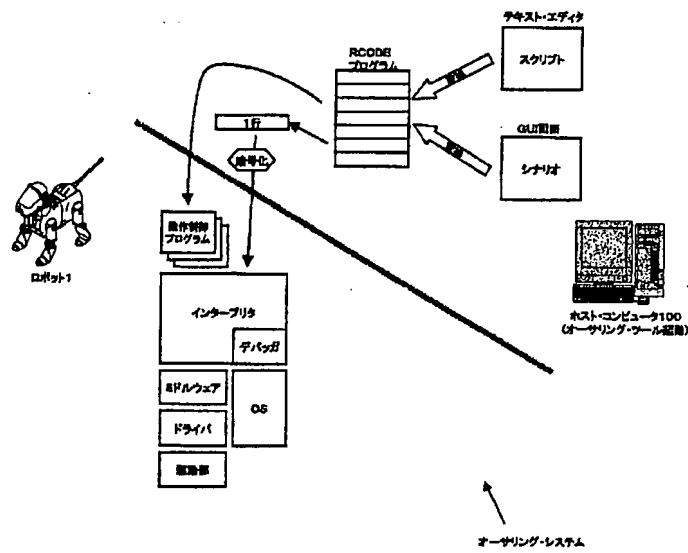 テキスト・エディタ
スクリプト
RCODE
プログラム
GUI画面
シナリオ
1行
暗号化
ロボット1
動作制御
プログラム
インタープリタ
デバッガ
ミドルウェア
OS
ドライバ
駆動部
ホスト・コンピュータ100
(オーサリング・ツール起動)
オーサリング・システム